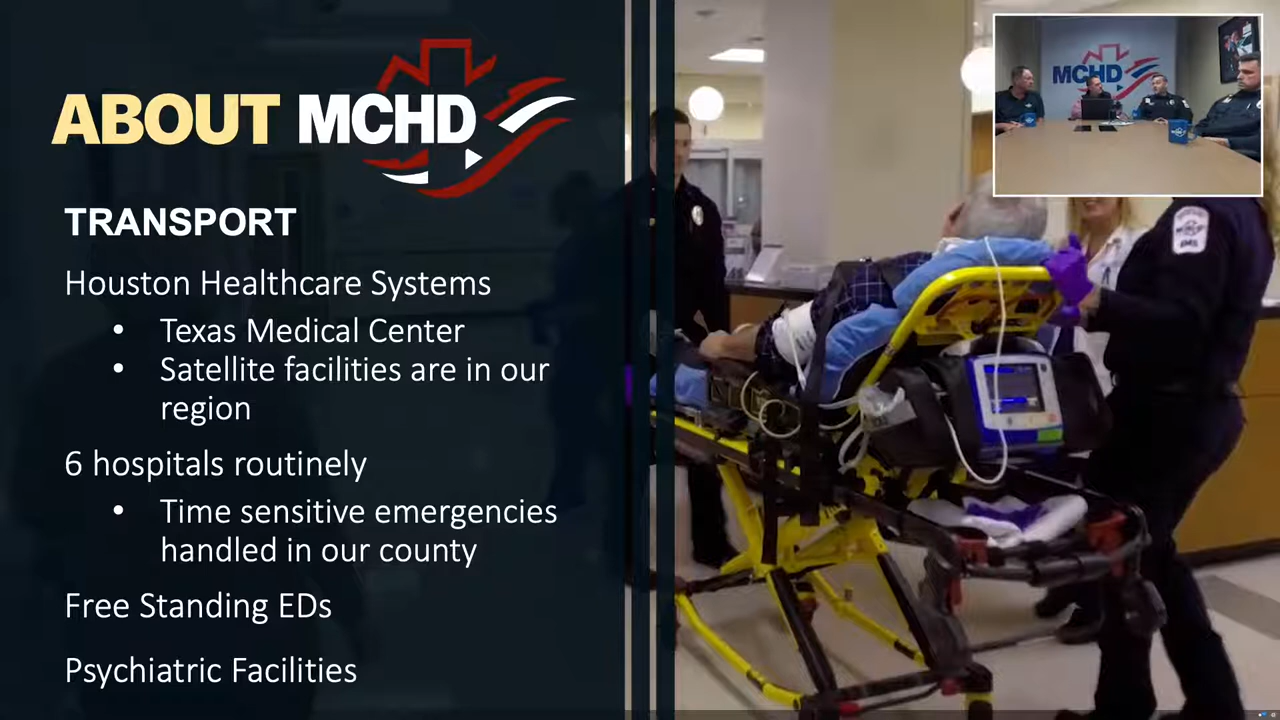 ABOUT MCHD
MCHD
TRANSPORT
Houston Healthcare Systems
• Texas Medical Center
• Satellite facilities are in our
region
6 hospitals routinely
• Time sensitive emergencies
handled in our county
Free Standing EDs
Psychiatric Facilities